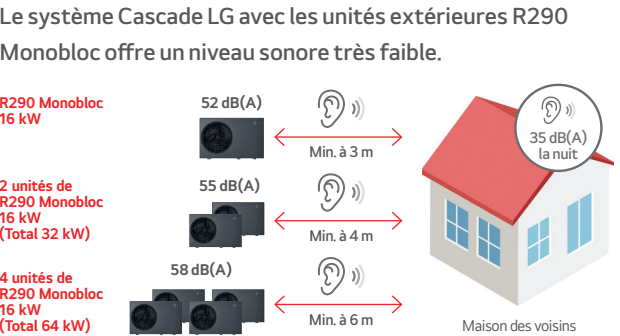 Le système Cascade LG avec les unités extérieures R290
Monobloc offre un niveau sonore très faible.
R290 Monobloc
16 kW
52 dB(A)
Min. à 3 m
35 dB(A)
la nuit
2 unités de
R290 Monobloc
16 kW
(Total 32 kW)
55 dB(A)
Min. à 4 m
4 unités de
R290 Monobloc
16 kW
(Total 64 kW)
58 dB(A)
Min. à 6 m
Maison des voisins